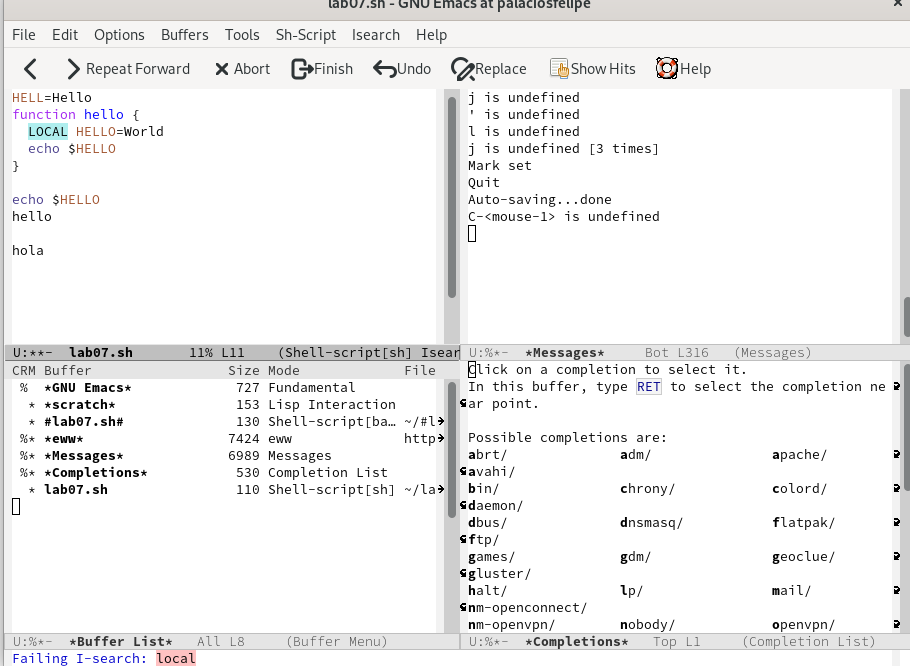 lab07.sh - GNU Emacs at palaciosfelipe
File Edit Options Buffers Tools Sh-Script Isearch Help
Repeat Forward Abort Finish Undo Replace Show Hits Help
HELL=Hello
function hello {
  LOCAL HELLO=World
  echo $HELLO
}
echo $HELLO
hello
hola
U:**-  lab07.sh       11% L11    (Shell-script[sh] Isear
j is undefined
' is undefined
l is undefined
j is undefined [3 times]
Mark set
Quit
Auto-saving...done
C-<mouse-1> is undefined
U:%*-  *Messages*     Bot L316   (Messages)
CRM Buffer                 Size Mode             File
 %  *GNU Emacs*             727 Fundamental
  * *scratch*               153 Lisp Interaction
  * #lab07.sh#              130 Shell-script[ba… ~/#l
 %* *eww*                  7424 eww              http
 %* *Messages*             6989 Messages
 %* *Completions*           530 Completion List
  * lab07.sh                110 Shell-script[sh] ~/la
U:%*-  *Buffer List*   All L8     (Buffer Menu)
Click on a completion to select it.
In this buffer, type RET to select the completion ne
ar point.
Possible completions are:
abrt/              adm/               apache/
avahi/
bin/               chrony/            colord/
daemon/
dbus/              dnsmasq/           flatpak/
ftp/
games/             gdm/               geoclue/
gluster/
halt/              lp/                mail/
nm-openconnect/
nm-openvpn/        nobody/            openvpn/
U:%*-  *Completions*   Top L1     (Completion List)
Failing I-search: local